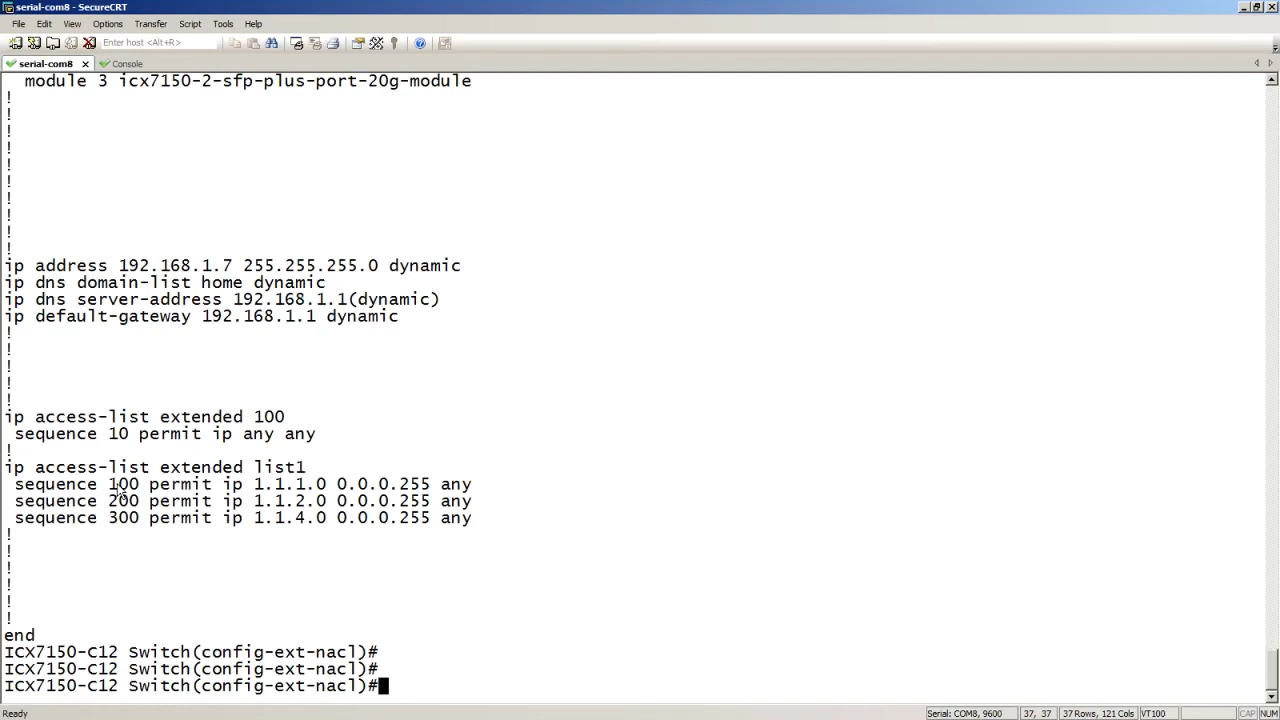 serial-com8 - SecureCRT
File Edit View Options Transfer Script Tools Help
Enter host <Alt+R>
serial-com8 Console
module 3 icx7150-2-sfp-plus-port-20g-module
!
!
!
!
!
!
!
!
!
!
ip address 192.168.1.7 255.255.255.0 dynamic
ip dns domain-list home dynamic
ip dns server-address 192.168.1.1(dynamic)
ip default-gateway 192.168.1.1 dynamic
!
!
!
!
!
ip access-list extended 100
sequence 10 permit ip any any
!
ip access-list extended list1
sequence 100 permit ip 1.1.1.0 0.0.0.255 any
sequence 200 permit ip 1.1.2.0 0.0.0.255 any
sequence 300 permit ip 1.1.4.0 0.0.0.255 any
!
!
!
!
!
!
end
ICX7150-C12 Switch(config-ext-nacl)#
ICX7150-C12 Switch(config-ext-nacl)#
ICX7150-C12 Switch(config-ext-nacl)#
Ready Serial: COM8, 9600 37, 37 37 Rows, 121 Cols VT100 CAP NUM